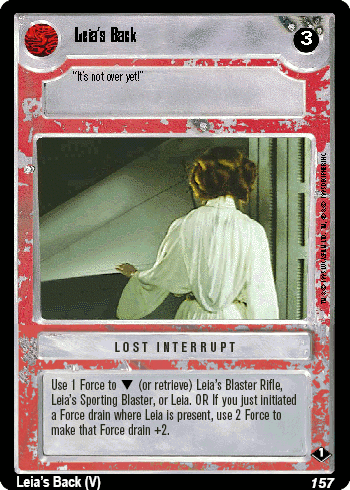 Leia's Back
3
"It's not over yet!"
LOST INTERRUPT
Use 1 Force to ▼ (or retrieve) Leia's Blaster Rifle,
Leia's Sporting Blaster, or Leia. OR If you just initiated
a Force drain where Leia is present, use 2 Force to
make that Force drain +2.
1
Leia's Back (V)
157